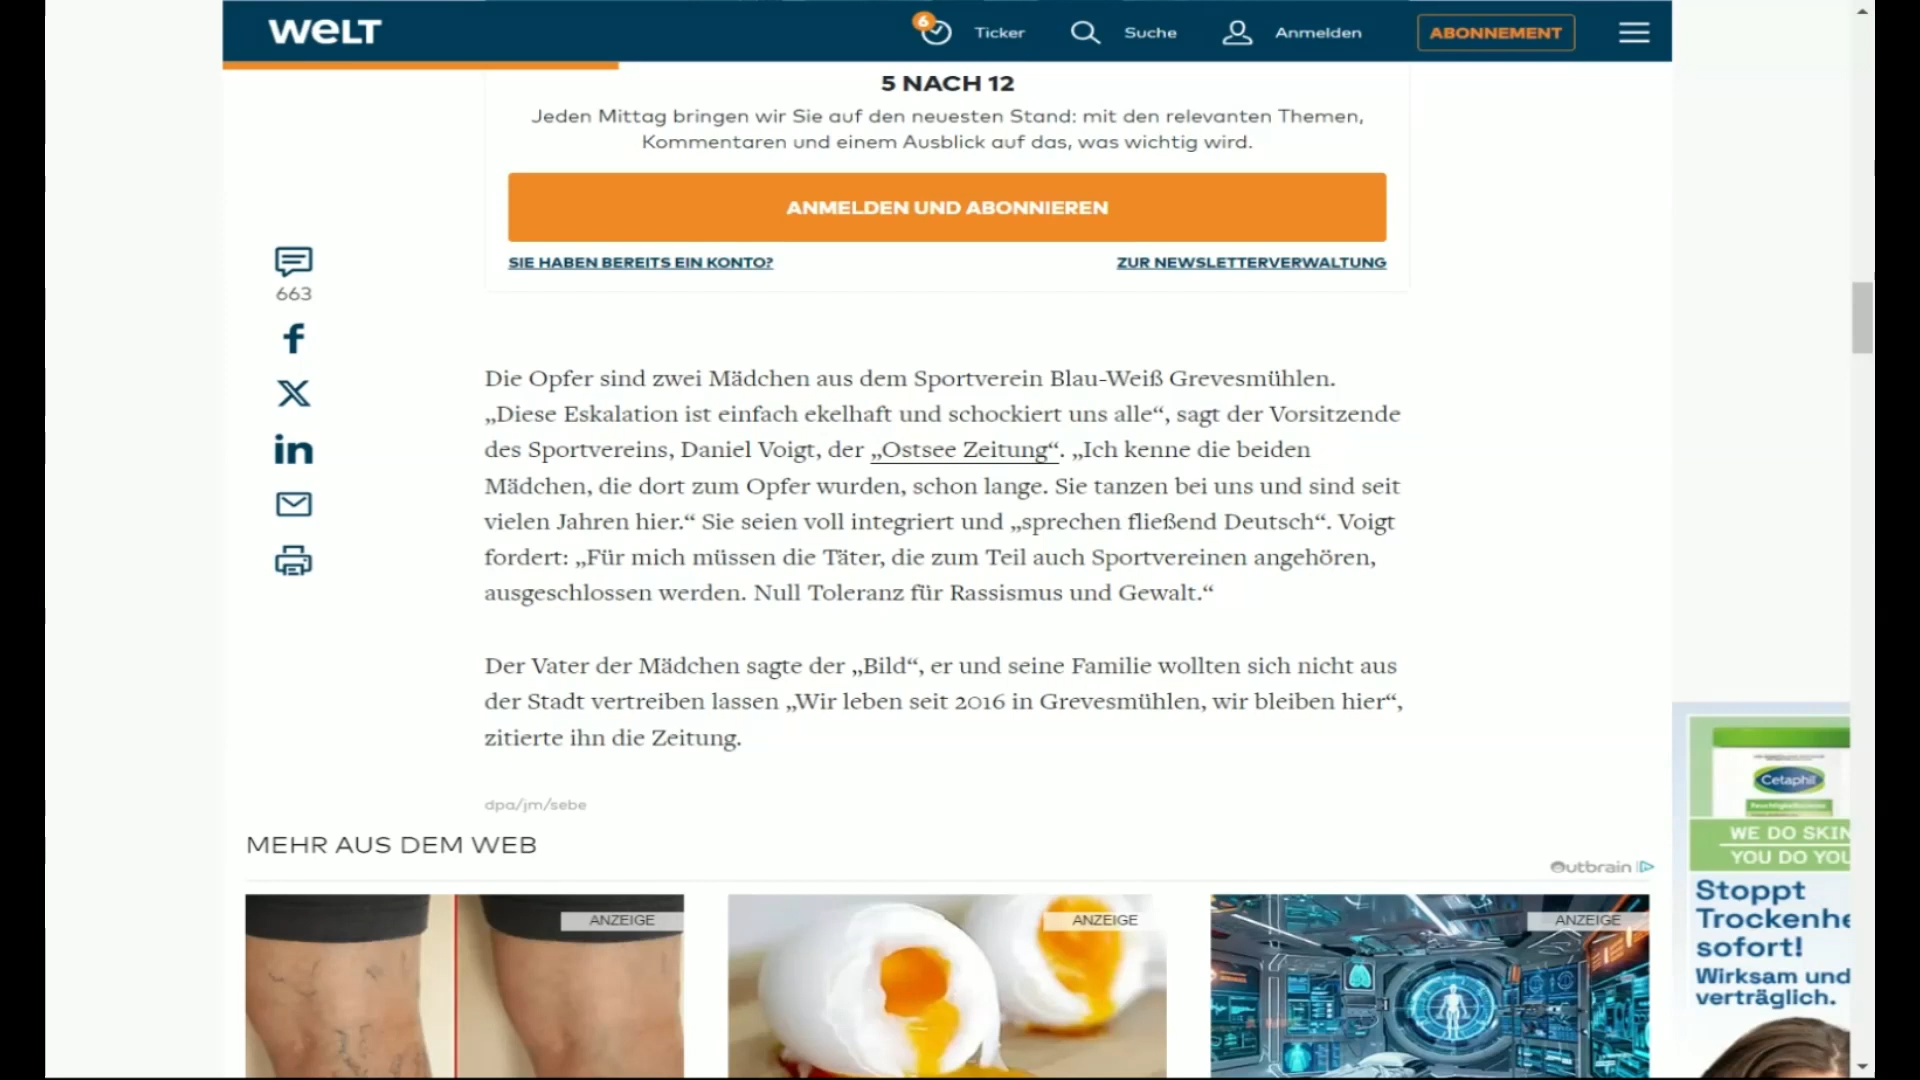 WELT
6
Ticker
Suche
Anmelden
ABONNEMENT
5 NACH 12
Jeden Mittag bringen wir Sie auf den neuesten Stand: mit den relevanten Themen,
Kommentaren und einem Ausblick auf das, was wichtig wird.
ANMELDEN UND ABONNIEREN
SIE HABEN BEREITS EIN KONTO?
ZUR NEWSLETTERVERWALTUNG
663
Die Opfer sind zwei Mädchen aus dem Sportverein Blau-Weiß Grevesmühlen.
„Diese Eskalation ist einfach ekelhaft und schockiert uns alle“, sagt der Vorsitzende
des Sportvereins, Daniel Voigt, der „Ostsee Zeitung“. „Ich kenne die beiden
Mädchen, die dort zum Opfer wurden, schon lange. Sie tanzen bei uns und sind seit
vielen Jahren hier.“ Sie seien voll integriert und „sprechen fließend Deutsch“. Voigt
fordert: „Für mich müssen die Täter, die zum Teil auch Sportvereinen angehören,
ausgeschlossen werden. Null Toleranz für Rassismus und Gewalt.“
Der Vater der Mädchen sagte der „Bild“, er und seine Familie wollten sich nicht aus
der Stadt vertreiben lassen „Wir leben seit 2016 in Grevesmühlen, wir bleiben hier“,
zitierte ihn die Zeitung.
dpa/jm/sebe
MEHR AUS DEM WEB
Outbrain
ANZEIGE
ANZEIGE
ANZEIGE
Cetaphil
WE DO SKIN
YOU DO YOU
Stoppt
Trockenhe
sofort!
Wirksam und
verträglich.